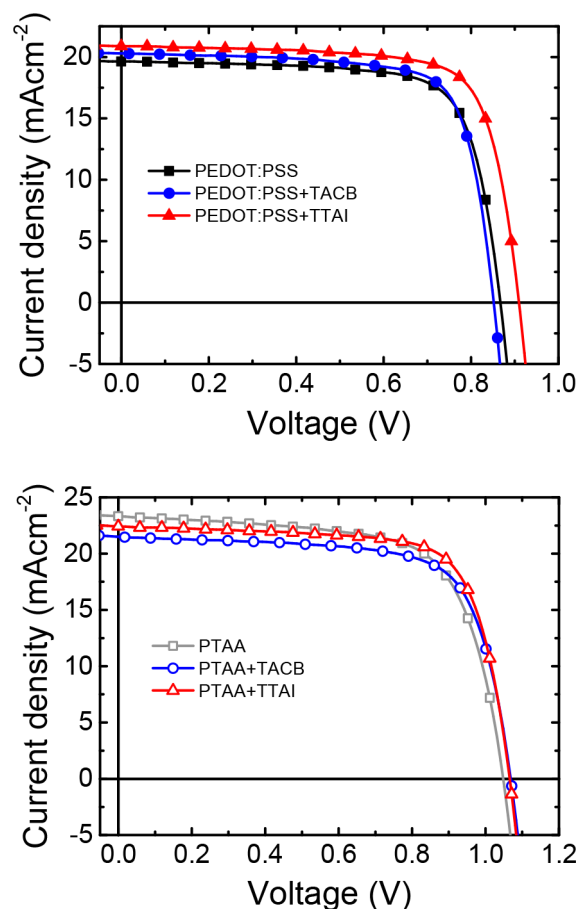 20
15
10
5
0
-5
Current density (mAcm⁻²)
PEDOT:PSS
PEDOT:PSS+TACB
PEDOT:PSS+TTAI
0.0 0.2 0.4 0.6 0.8 1.0
Voltage (V)
25
20
15
10
5
0
-5
Current density (mAcm⁻²)
PTAA
PTAA+TACB
PTAA+TTAI
0.0 0.2 0.4 0.6 0.8 1.0 1.2
Voltage (V)